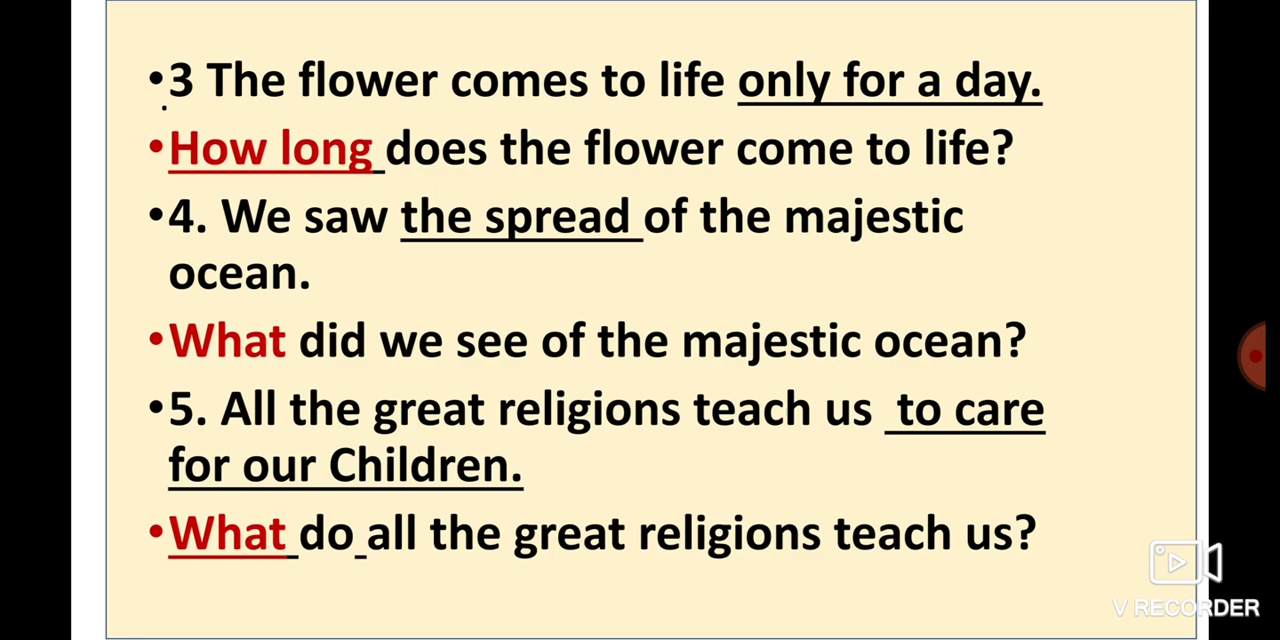 •3 The flower comes to life only for a day.
•How long does the flower come to life?
•4. We saw the spread of the majestic
ocean.
•What did we see of the majestic ocean?
•5. All the great religions teach us to care
for our Children.
•What do all the great religions teach us?
V RECORDER